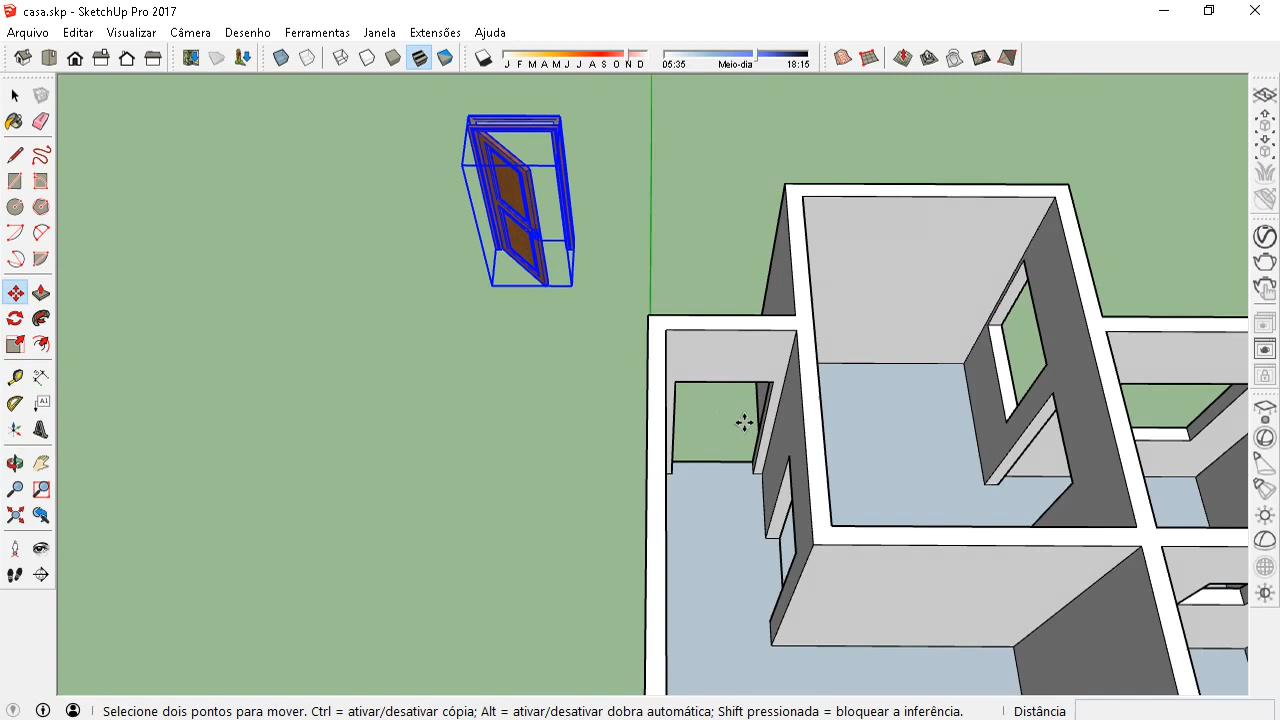 casa.skp - SketchUp Pro 2017
Arquivo Editar Visualizar Câmera Desenho Ferramentas Janela Extensões Ajuda
J F M A M J J A S O N D 05:35 Meio-dia 18:15
A1
Selecione dois pontos para mover. Ctrl = ativar/desativar cópia; Alt = ativar/desativar dobra automática; Shift pressionada = bloquear a inferência. Distância